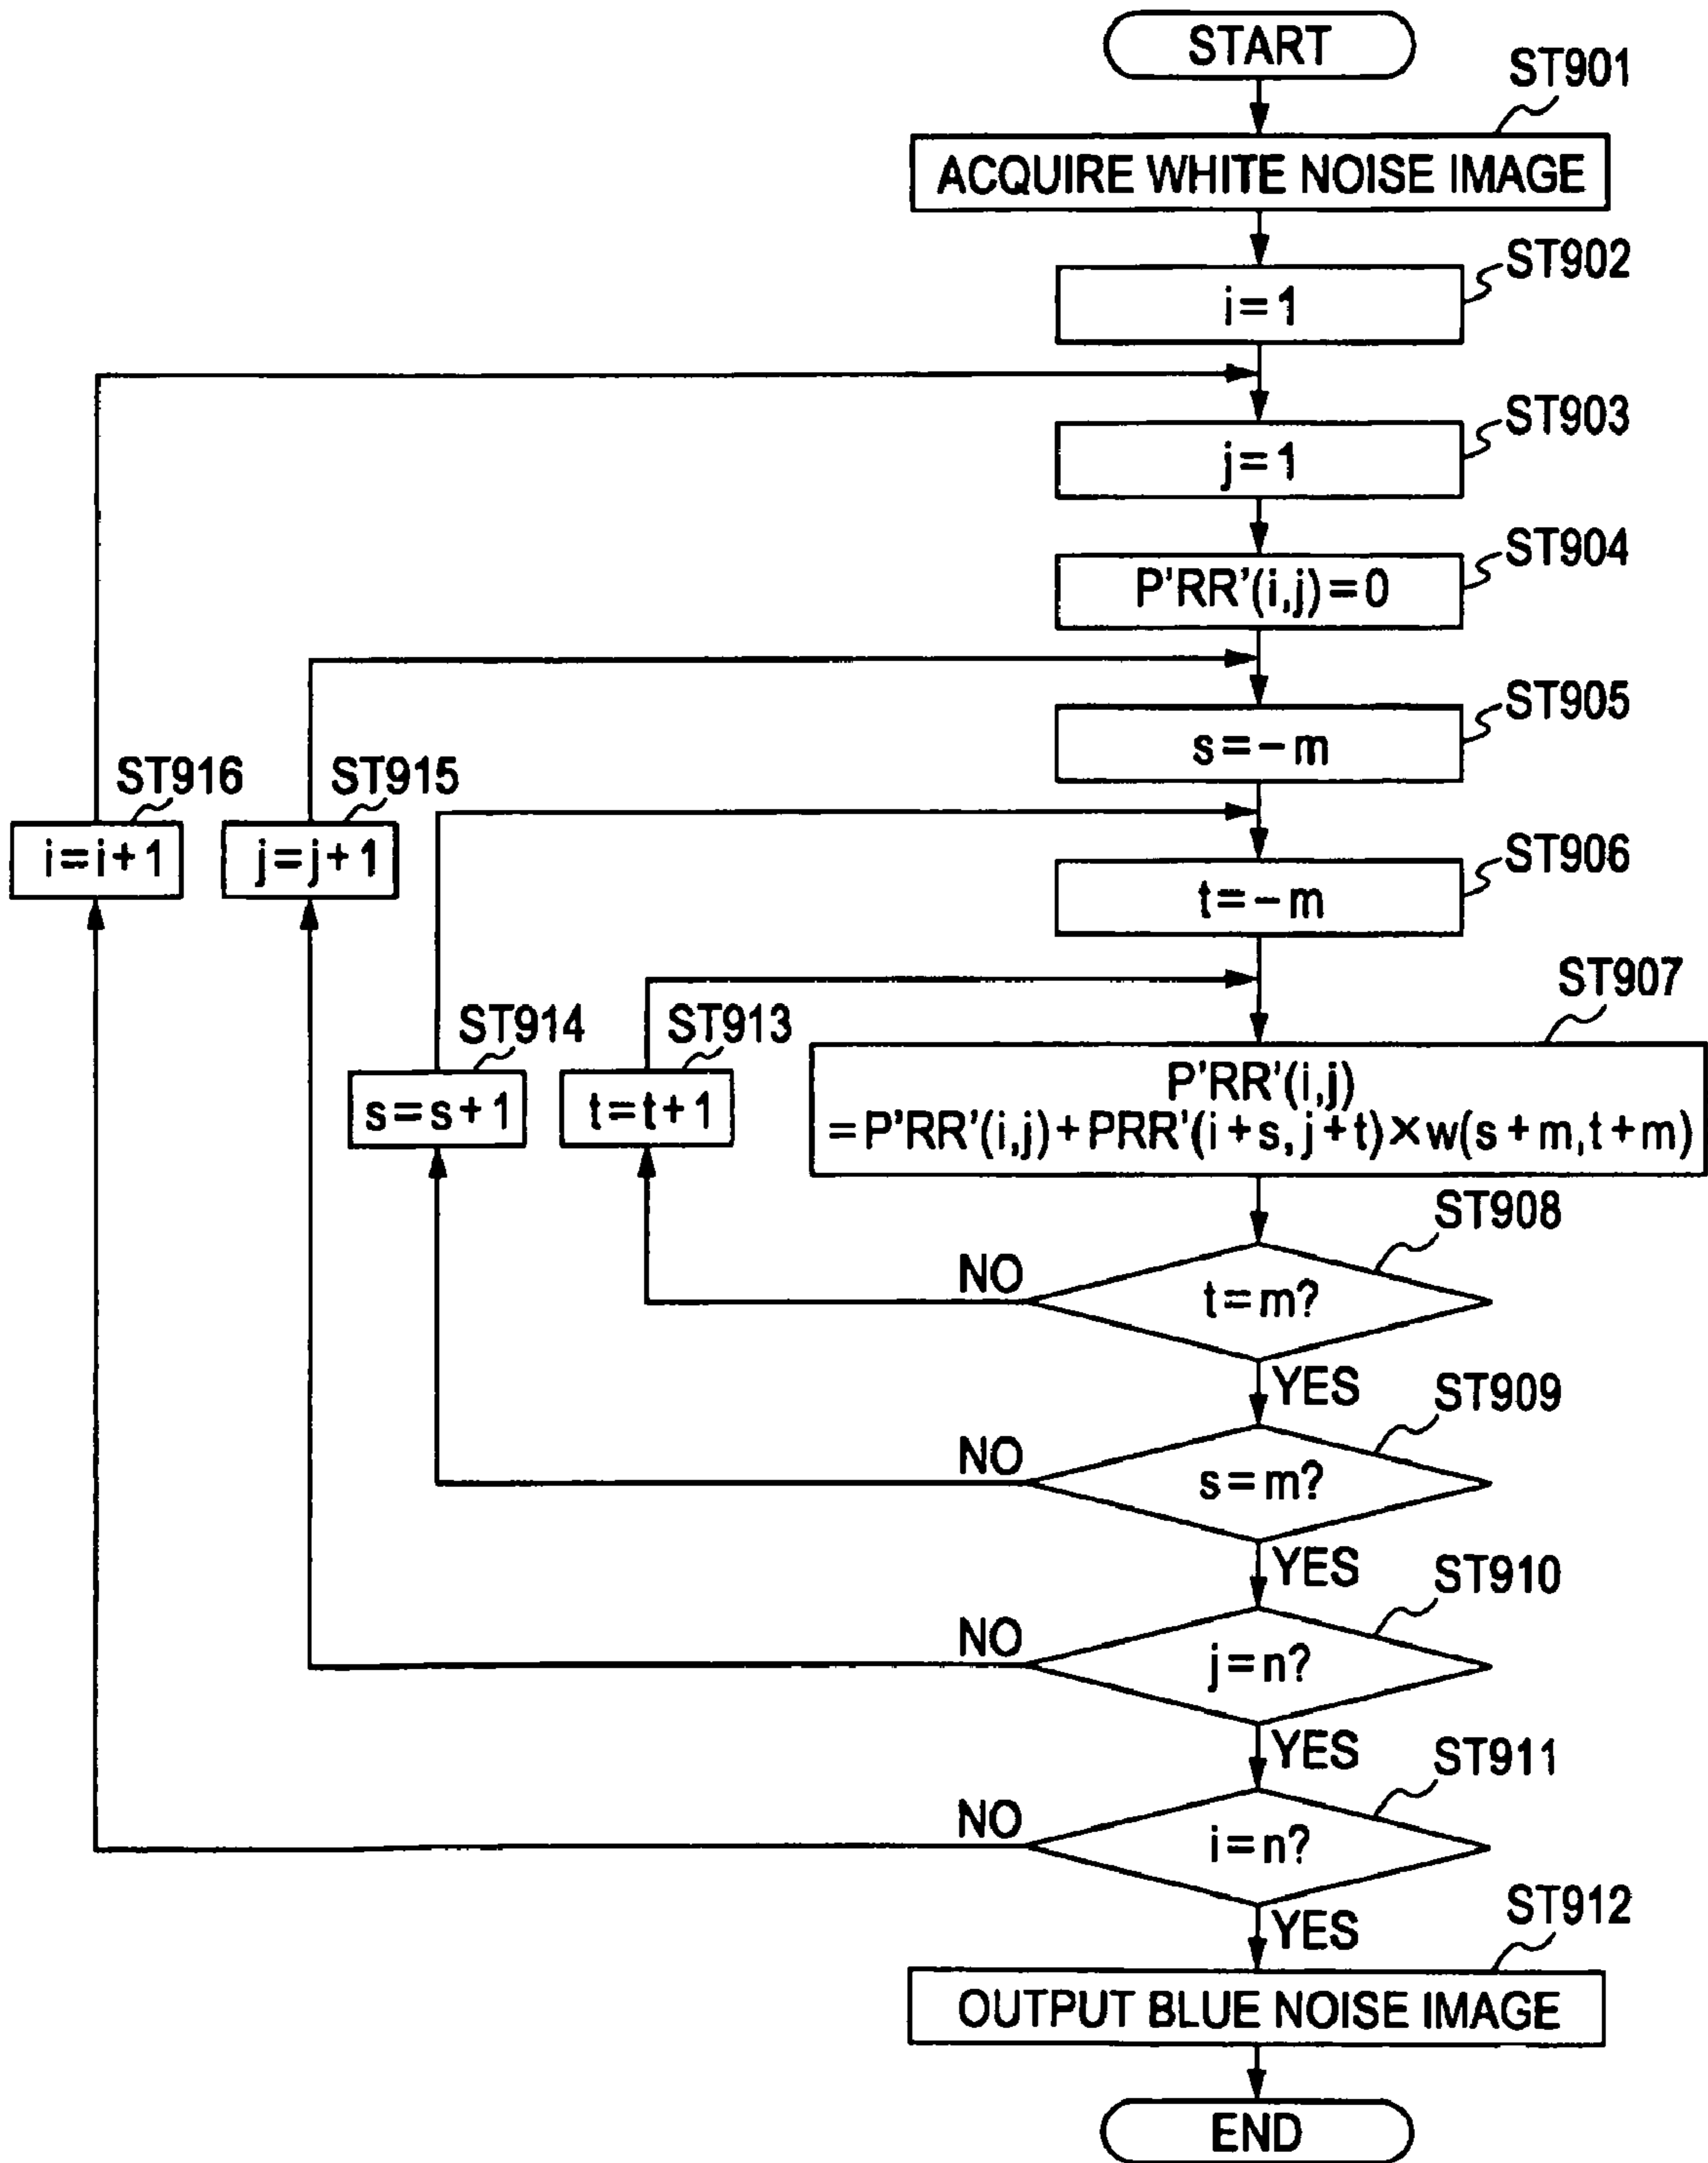 START
ST901
ACQUIRE WHITE NOISE IMAGE
ST902
i=1
ST903
j=1
ST904
P'RR'(i,j)=0
ST905
s=-m
ST916
ST915
i=i+1
j=j+1
ST906
t=-m
ST907
ST914
ST913
s=s+1
t=t+1
P'RR'(i,j)
=P'RR'(i,j)+PRR'(i+s,j+t)×w(s+m,t+m)
ST908
NO
t=m?
YES
ST909
NO
s=m?
YES
ST910
NO
j=n?
YES
ST911
NO
i=n?
YES
ST912
OUTPUT BLUE NOISE IMAGE
END